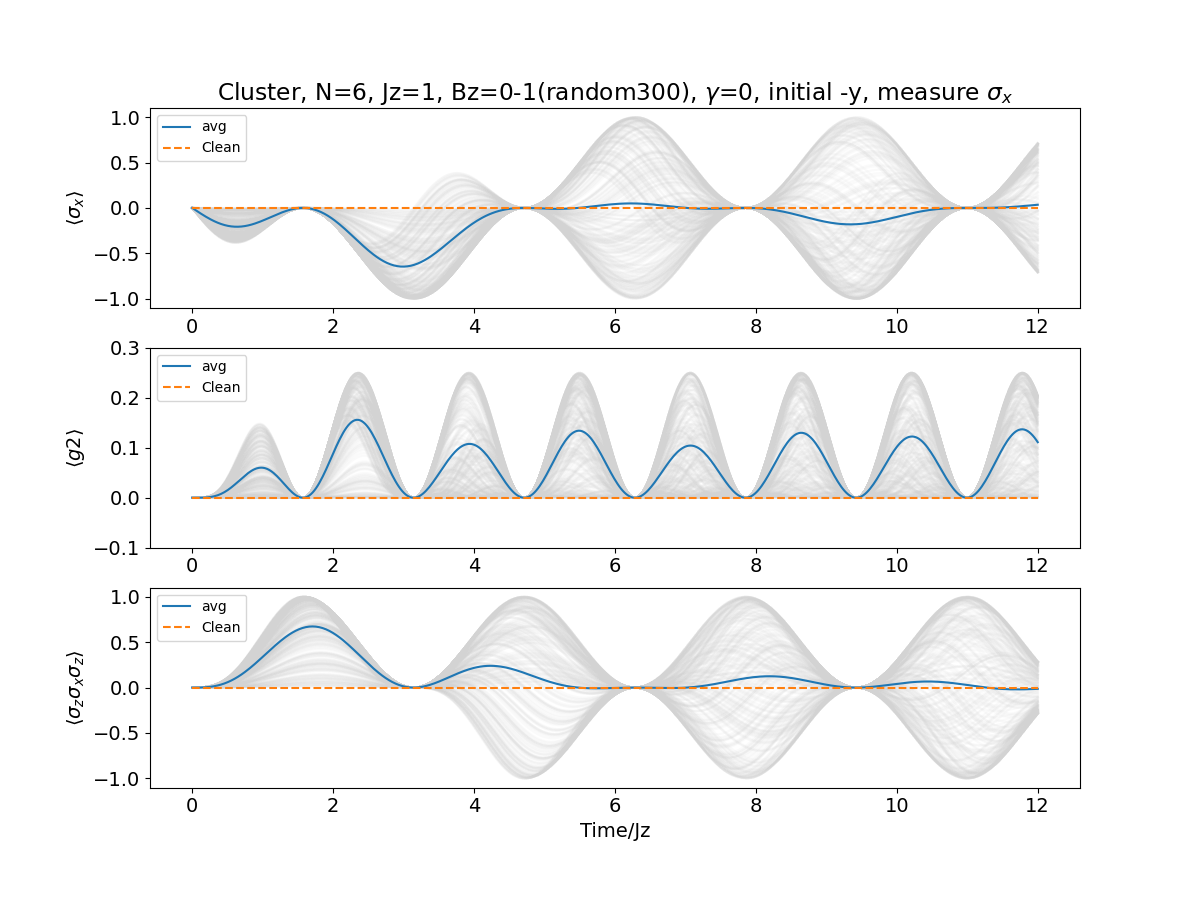 Cluster, N=6, Jz=1, Bz=0-1(random300), γ=0, initial -y, measure σx
1.0
0.5
0.0
−0.5
−1.0
⟨σx⟩
avg
Clean
0 2 4 6 8 10 12
0.3
0.2
0.1
0.0
−0.1
⟨g2⟩
avg
Clean
0 2 4 6 8 10 12
1.0
0.5
0.0
−0.5
−1.0
⟨σzσxσz⟩
avg
Clean
0 2 4 6 8 10 12
Time/Jz